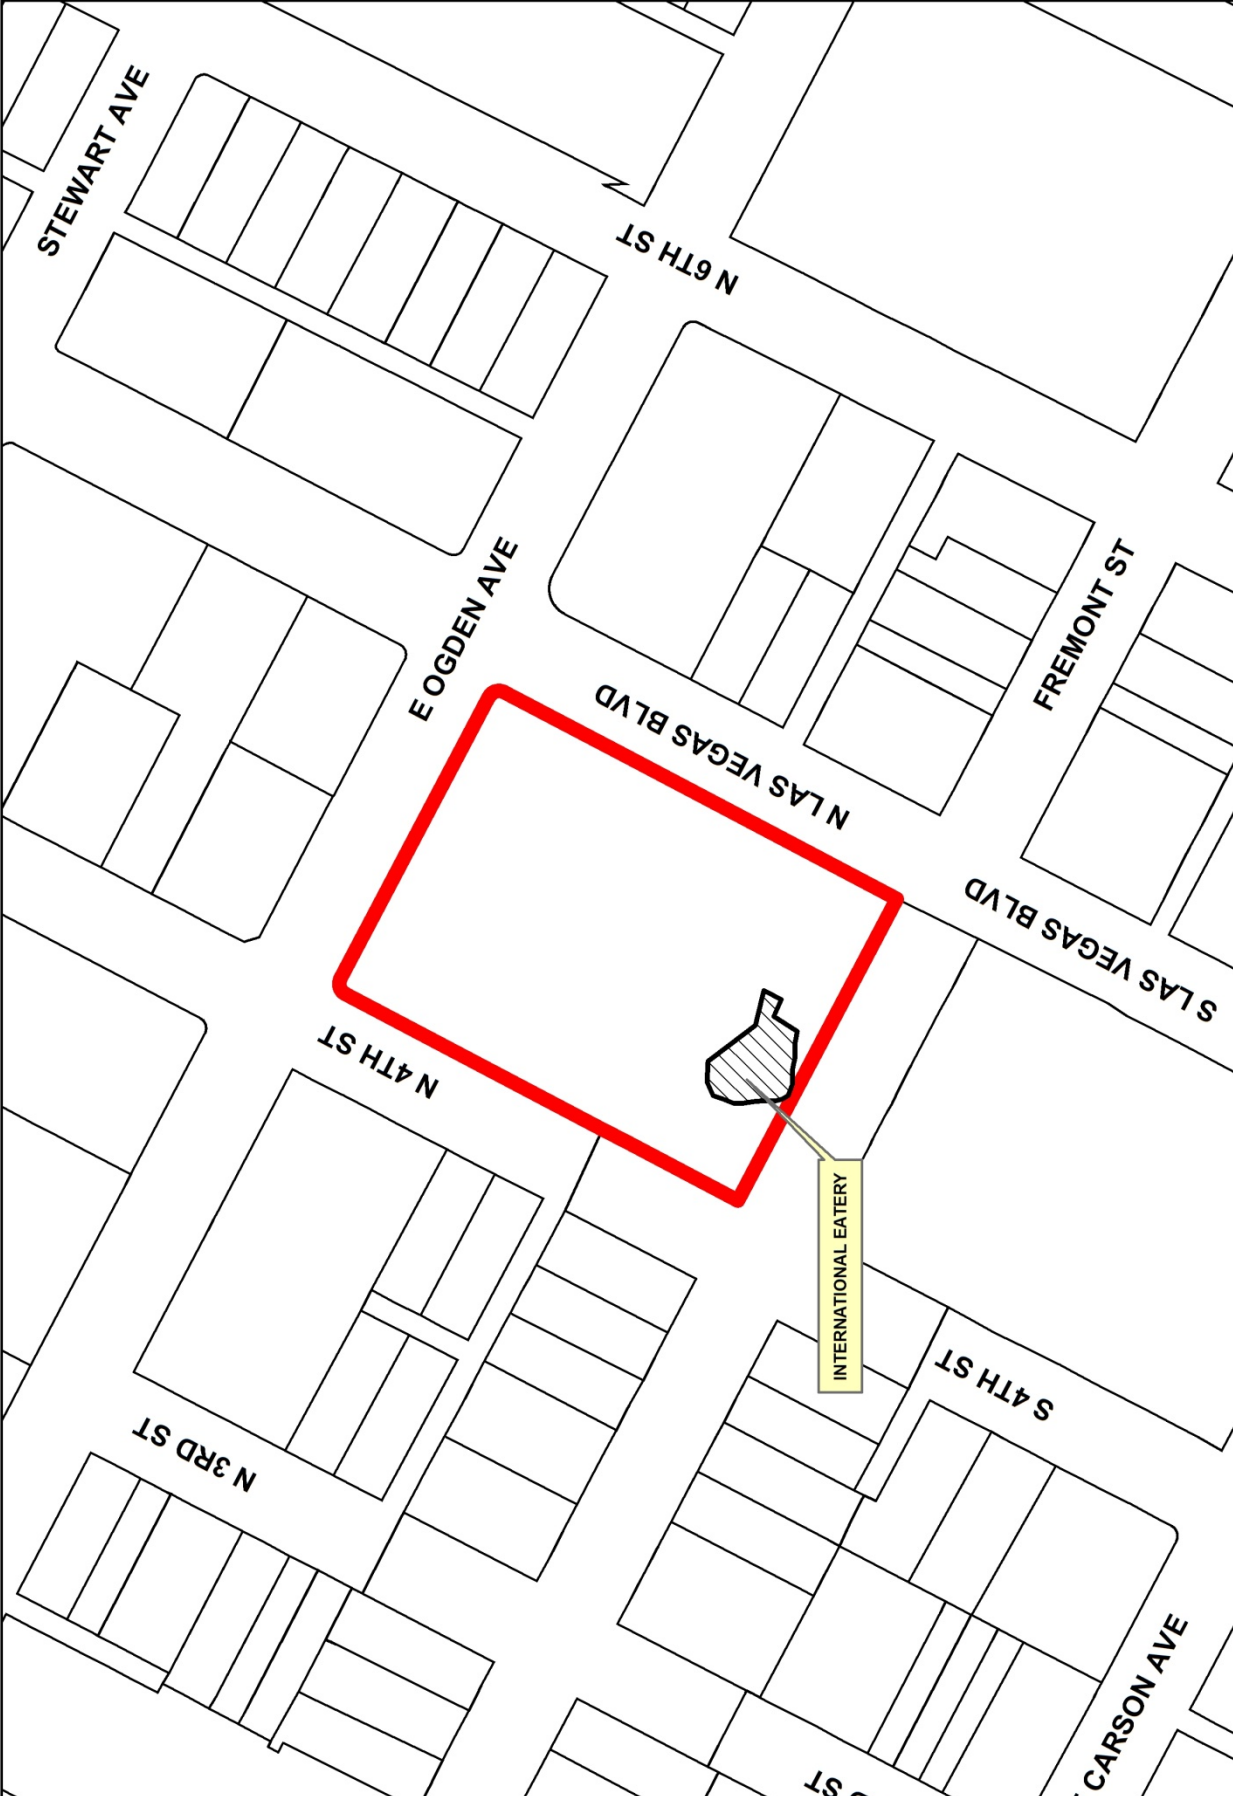 STEWART AVE
N 6TH ST
E OGDEN AVE
FREMONT ST
N LAS VEGAS BLVD
S LAS VEGAS BLVD
N 4TH ST
INTERNATIONAL EATERY
S 4TH ST
N 3RD ST
CARSON AVE
ST